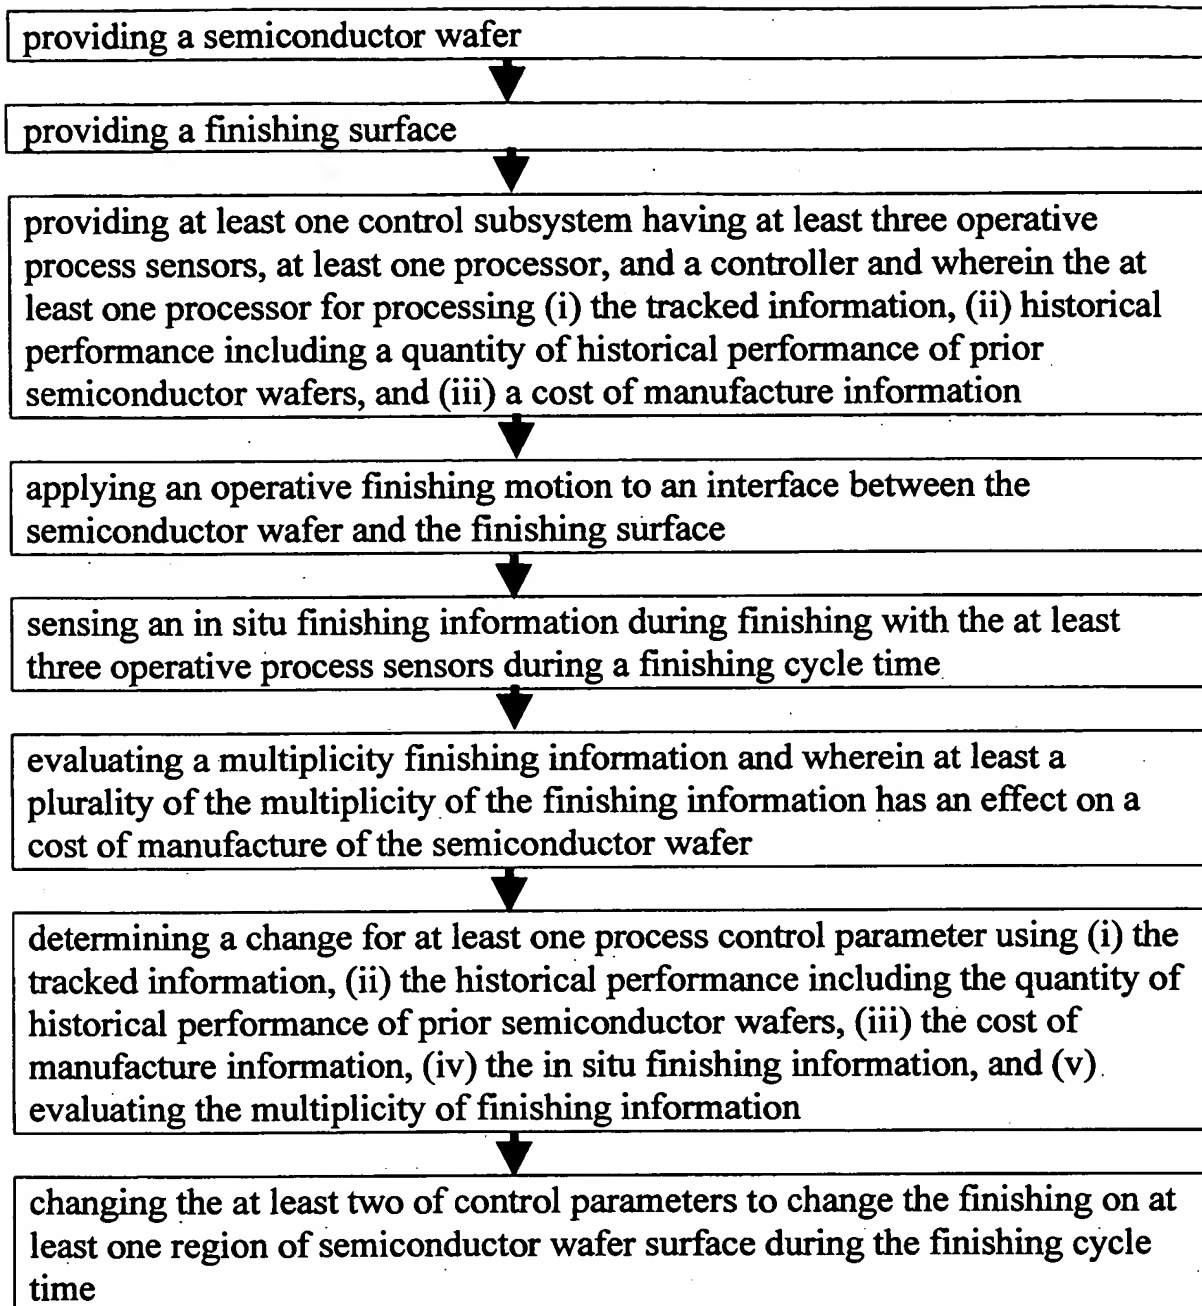 providing a semiconductor wafer
providing a finishing surface
providing at least one control subsystem having at least three operative
process sensors, at least one processor, and a controller and wherein the at
least one processor for processing (i) the tracked information, (ii) historical
performance including a quantity of historical performance of prior
semiconductor wafers, and (iii) a cost of manufacture information
applying an operative finishing motion to an interface between the
semiconductor wafer and the finishing surface
sensing an in situ finishing information during finishing with the at least
three operative process sensors during a finishing cycle time
evaluating a multiplicity finishing information and wherein at least a
plurality of the multiplicity of the finishing information has an effect on a
cost of manufacture of the semiconductor wafer
determining a change for at least one process control parameter using (i) the
tracked information, (ii) the historical performance including the quantity of
historical performance of prior semiconductor wafers, (iii) the cost of
manufacture information, (iv) the in situ finishing information, and (v)
evaluating the multiplicity of finishing information
changing the at least two of control parameters to change the finishing on at
least one region of semiconductor wafer surface during the finishing cycle
time